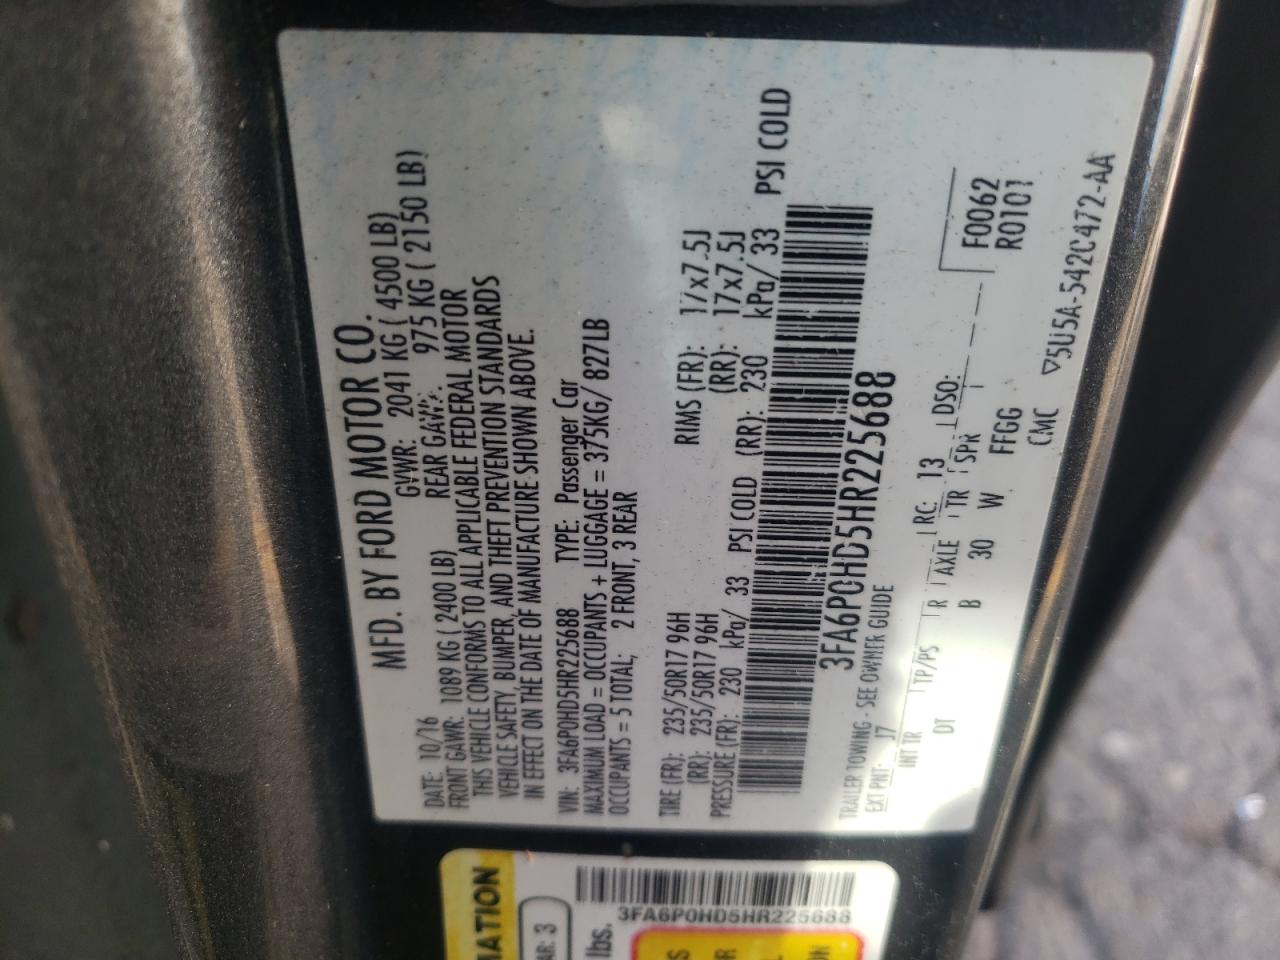 MFD. BY FORD MOTOR CO.
DATE: 10/16 GVWR: 2041 KG ( 4500 LB)
FRONT GAWR: 1089 KG ( 2400 LB) REAR GAWR: 975 KG ( 2150 LB)
THIS VEHICLE CONFORMS TO ALL APPLICABLE FEDERAL MOTOR
VEHICLE SAFETY, BUMPER, AND THEFT PREVENTION STANDARDS
IN EFFECT ON THE DATE OF MANUFACTURE SHOWN ABOVE.
VIN: 3FA6P0HD5HR225688 TYPE: Passenger Car
MAXIMUM LOAD = OCCUPANTS + LUGGAGE = 375KG/ 827LB
OCCUPANTS = 5 TOTAL; 2 FRONT, 3 REAR
TIRE (FR): 235/50R17 96H RIMS (FR): 17x7.5J
(RR): 235/50R17 96H (RR): 17x7.5J
PRESSURE (FR): 230 kPa/ 33 PSI COLD (RR): 230 kPa/ 33 PSI COLD
3FA6P0HD5HR225688
TRAILER TOWING - SEE OWNER GUIDE
EXT PNT: J7 RC: 13 DSO: F0062
INT TR TP/PS R AXLE TR SPR R0101
DT B 30 W FFGG
CMC ▽5U5A-542C472-AA
MATION
AR: 3
lbs.
3FA6P0HD5HR225688